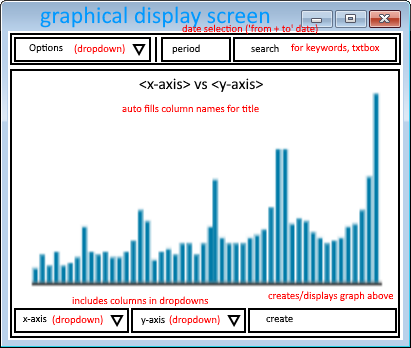 graphical display screen
date selection ('from + to' date)
Options (dropdown) period search for keywords, txtbox
<x-axis> vs <y-axis>
auto fills column names for title
includes columns in dropdowns
creates/displays graph above
x-axis (dropdown) y-axis (dropdown) create